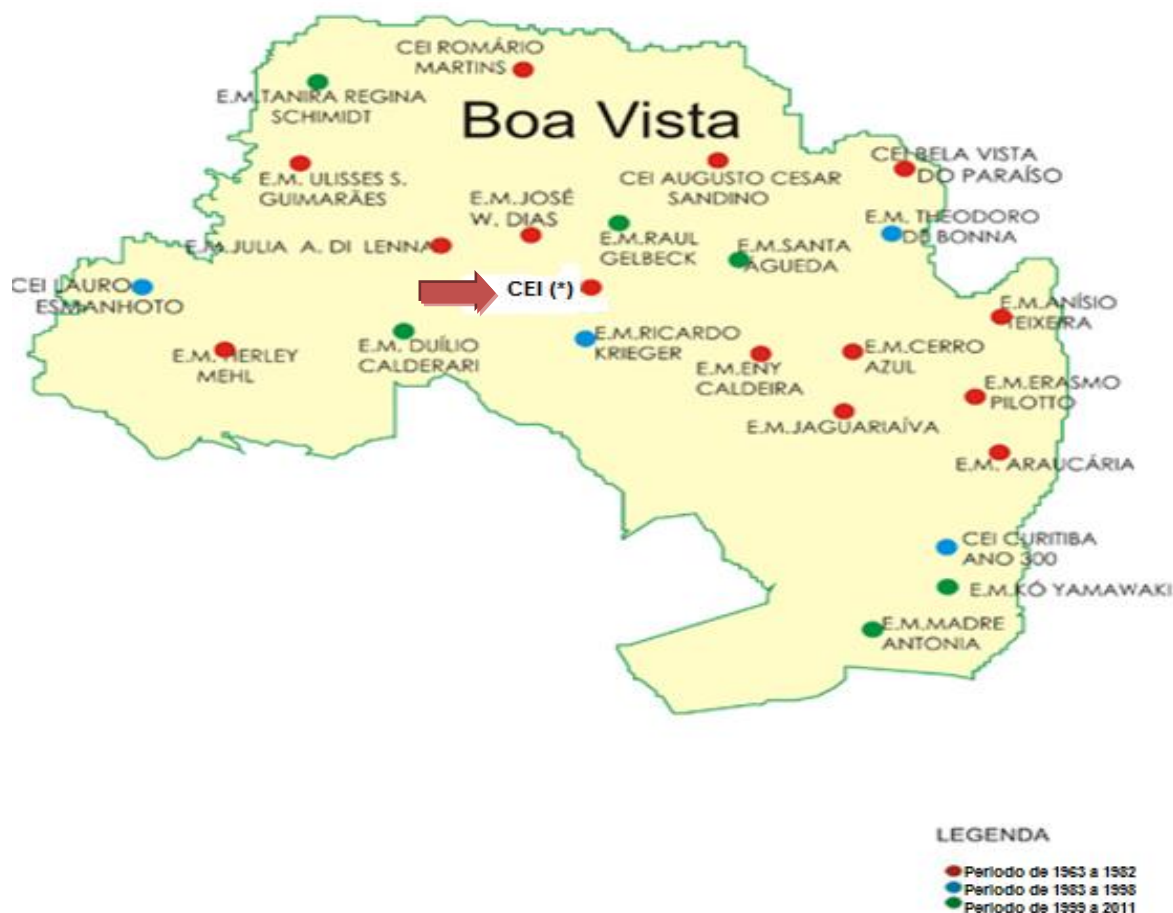 CEI ROMÁRIO
MARTINS
E.M.TANIRA REGINA
SCHIMIDT
Boa Vista
E.M. ULISSES S.
GUIMARÃES
E.M.JOSÉ
W. DIAS
CEI AUGUSTO CESAR
SANDINO
CEI BELA VISTA
DO PARAÍSO
E.M.JULIA A. DI LENNA
E.M.RAUL
GELBECK
E.M. THEODORO
DE BONNA
E.M.SANTA
ÁGUEDA
CEI LAURO
ESMANHOTO
CEI (*)
E.M.ANÍSIO
TEIXEIRA
E.M. HERLEY
MEHL
E.M. DUÍLIO
CALDERARI
E.M.RICARDO
KRIEGER
E.M.ENY
CALDEIRA
E.M.CERRO
AZUL
E.M.ERASMO
PILOTTO
E.M.JAGUARIAÍVA
E.M. ARAUCÁRIA
CEI CURITIBA
ANO 300
E.M.KÓ YAMAWAKI
E.M.MADRE
ANTONIA
LEGENDA
Periodo de 1963 a 1982
Periodo de 1983 a 1998
Periodo de 1999 a 2011